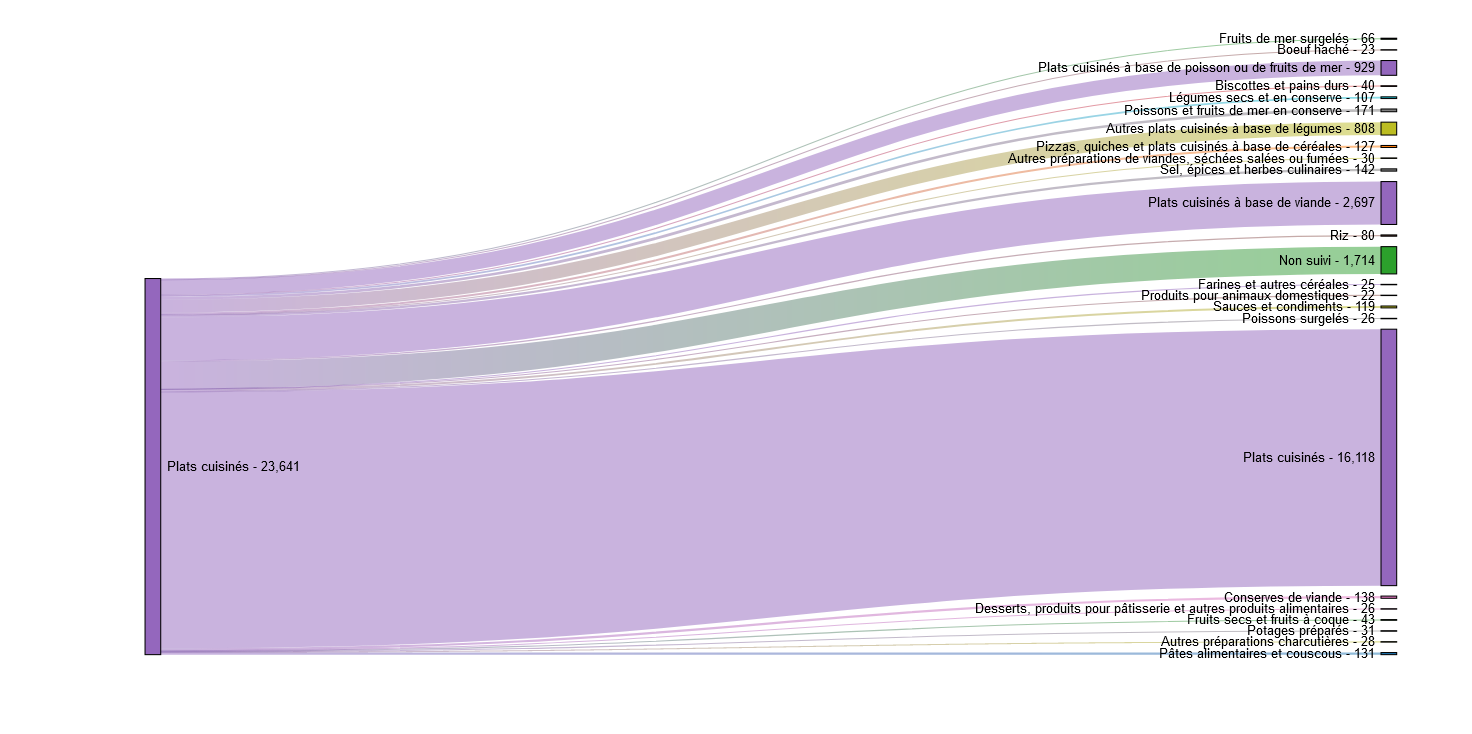 Fruits de mer surgelés - 66
Boeuf haché - 23
Plats cuisinés à base de poisson ou de fruits de mer - 929
Biscottes et pains durs - 40
Légumes secs et en conserve - 107
Poissons et fruits de mer en conserve - 171
Autres plats cuisinés à base de légumes - 808
Pizzas, quiches et plats cuisinés à base de céréales - 127
Autres préparations de viandes, séchées salées ou fumées - 30
Sel, épices et herbes culinaires - 142
Plats cuisinés à base de viande - 2,697
Riz - 80
Non suivi - 1,714
Farines et autres céréales - 25
Produits pour animaux domestiques - 22
Sauces et condiments - 119
Poissons surgelés - 26
Plats cuisinés - 16,118
Plats cuisinés - 23,641
Conserves de viande - 138
Desserts, produits pour pâtisserie et autres produits alimentaires - 26
Fruits secs et fruits à coque - 43
Potages préparés - 31
Autres préparations charcutières - 28
Pâtes alimentaires et couscous - 131